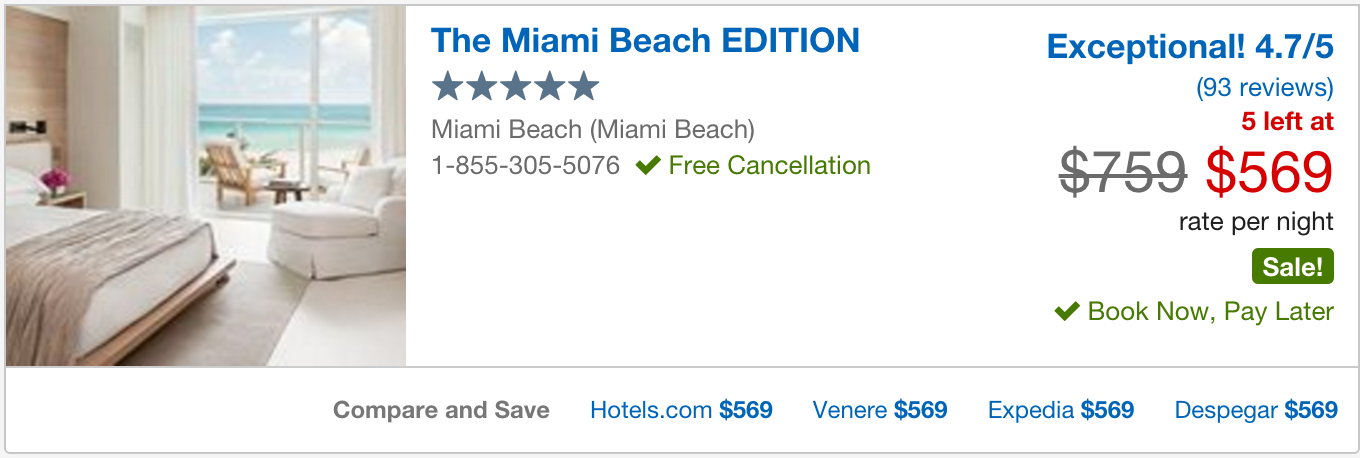 The Miami Beach EDITION
Miami Beach (Miami Beach)
1-855-305-5076 Free Cancellation
Exceptional! 4.7/5
(93 reviews)
5 left at
$759 $569
rate per night
Sale!
Book Now, Pay Later
Compare and Save Hotels.com $569 Venere $569 Expedia $569 Despegar $569